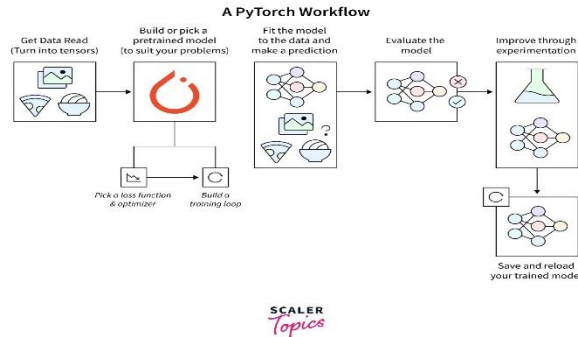 A PyTorch Workflow
Get Data Read
(Turn into tensors)
Build or pick a
pretrained model
(to suit your problems)
Fit the model
to the data and
make a prediction
Evaluate the
model
Improve through
experimentation
?
Pick a loss function
& optimizer
Build a
training loop
Save and reload
your trained model
SCALER
Topics